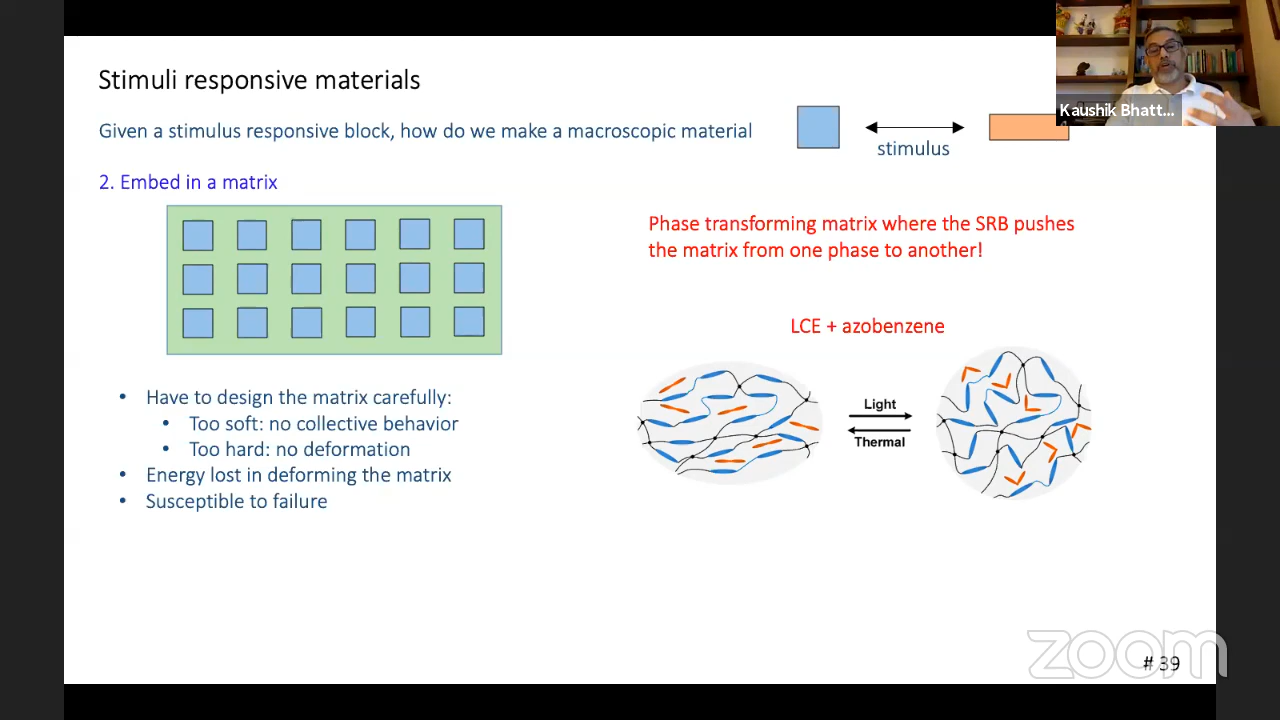 Stimuli responsive materials
Given a stimulus responsive block, how do we make a macroscopic material
stimulus
Kaushik Bhatt...
2. Embed in a matrix
Phase transforming matrix where the SRB pushes
the matrix from one phase to another!
LCE + azobenzene
Light
Thermal
• Have to design the matrix carefully:
• Too soft: no collective behavior
• Too hard: no deformation
• Energy lost in deforming the matrix
• Susceptible to failure
zoom
# 39